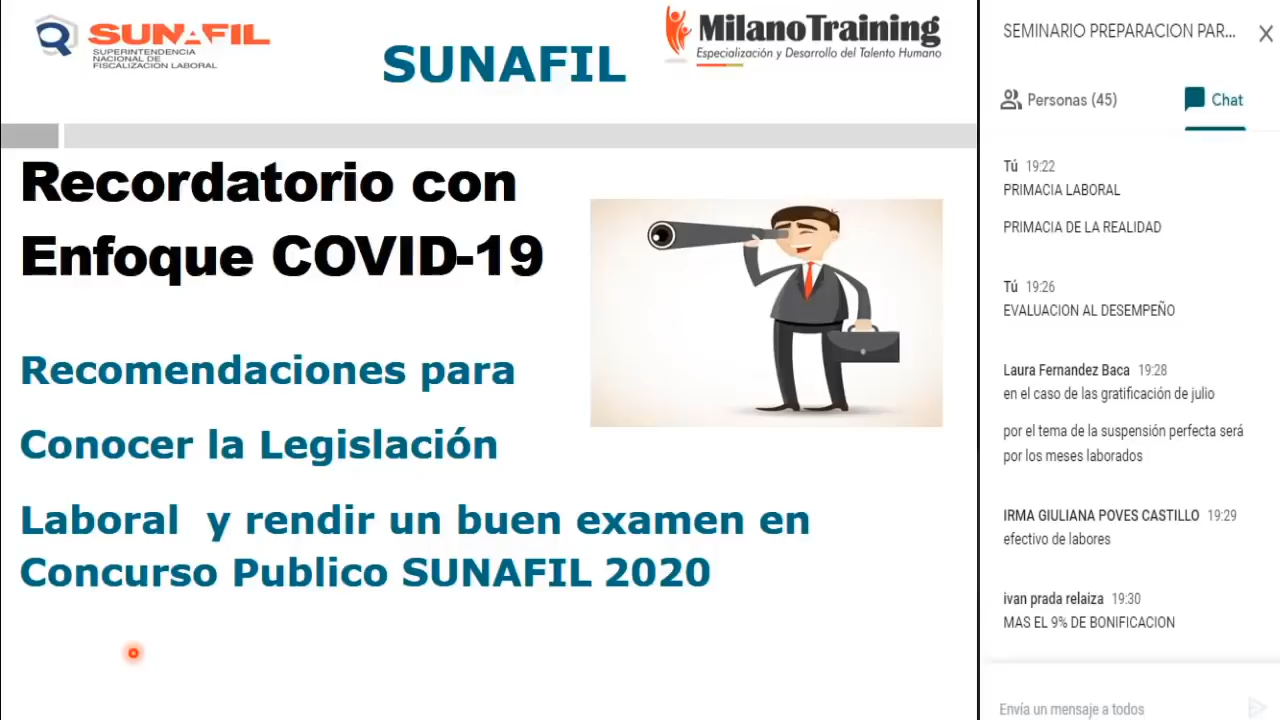 SUNAFIL
SUPERINTENDENCIA
NACIONAL DE
FISCALIZACIÓN LABORAL
SUNAFIL
MilanoTraining
Especialización y Desarrollo del Talento Humano
Recordatorio con
Enfoque COVID-19
Recomendaciones para
Conocer la Legislación
Laboral y rendir un buen examen en
Concurso Publico SUNAFIL 2020
SEMINARIO PREPARACION PAR...
Personas (45)
Chat
Tú 19:22
PRIMACIA LABORAL
PRIMACIA DE LA REALIDAD
Tú 19:26
EVALUACION AL DESEMPEÑO
Laura Fernandez Baca 19:28
en el caso de las gratificación de julio
por el tema de la suspensión perfecta será
por los meses laborados
IRMA GIULIANA POVES CASTILLO 19:29
efectivo de labores
ivan prada relaiza 19:30
MAS EL 9% DE BONIFICACION
Envía un mensaje a todos